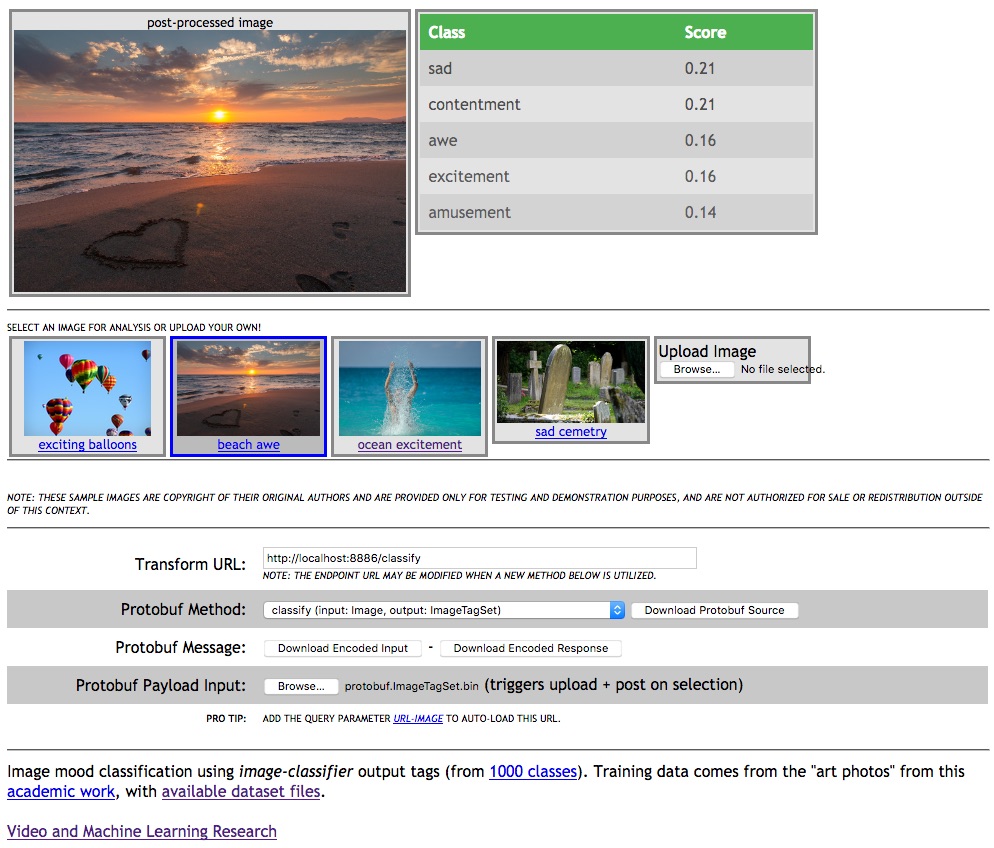 post-processed image
Class Score
sad 0.21
contentment 0.21
awe 0.16
excitement 0.16
amusement 0.14
SELECT AN IMAGE FOR ANALYSIS OR UPLOAD YOUR OWN!
Upload Image
Browse... No file selected.
exciting balloons
beach awe
ocean excitement
sad cemetry
NOTE: THESE SAMPLE IMAGES ARE COPYRIGHT OF THEIR ORIGINAL AUTHORS AND ARE PROVIDED ONLY FOR TESTING AND DEMONSTRATION PURPOSES, AND ARE NOT AUTHORIZED FOR SALE OR REDISTRIBUTION OUTSIDE
OF THIS CONTEXT.
Transform URL: http://localhost:8886/classify
NOTE: THE ENDPOINT URL MAY BE MODIFIED WHEN A NEW METHOD BELOW IS UTILIZED.
Protobuf Method: classify (input: Image, output: ImageTagSet) Download Protobuf Source
Protobuf Message: Download Encoded Input - Download Encoded Response
Protobuf Payload Input: Browse... protobuf.ImageTagSet.bin (triggers upload + post on selection)
PRO TIP: ADD THE QUERY PARAMETER URL-IMAGE TO AUTO-LOAD THIS URL.
Image mood classification using image-classifier output tags (from 1000 classes). Training data comes from the "art photos" from this
academic work, with available dataset files.
Video and Machine Learning Research